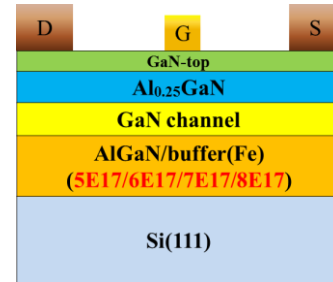 D G S
GaN-top
Al0.25GaN
GaN channel
AlGaN/buffer(Fe)
(5E17/6E17/7E17/8E17)
Si(111)